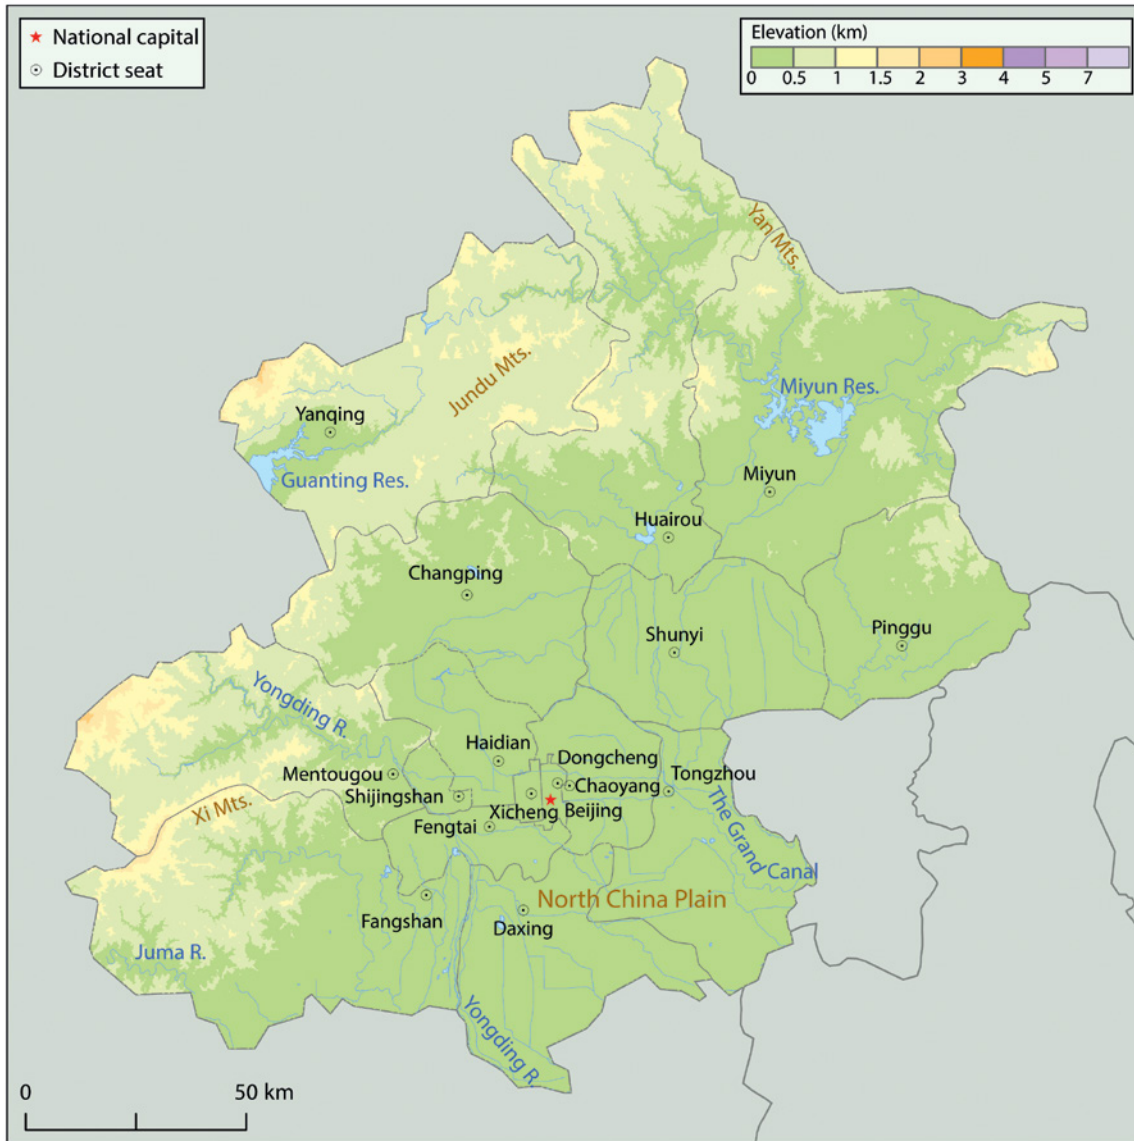 National capital
District seat
Elevation (km)
0 0.5 1 1.5 2 3 4 5 7
Yan Mts.
Jundu Mts.
Miyun Res.
Yanqing
Guanting Res.
Miyun
Huairou
Changping
Shunyi
Pinggu
Yongding R.
Haidian
Dongcheng
Mentougou
Chaoyang
Tongzhou
Shijingshan
Xi Mts.
Xicheng
Beijing
Fengtai
The Grand Canal
North China Plain
Fangshan
Daxing
Juma R.
Yongding R.
0 50 km